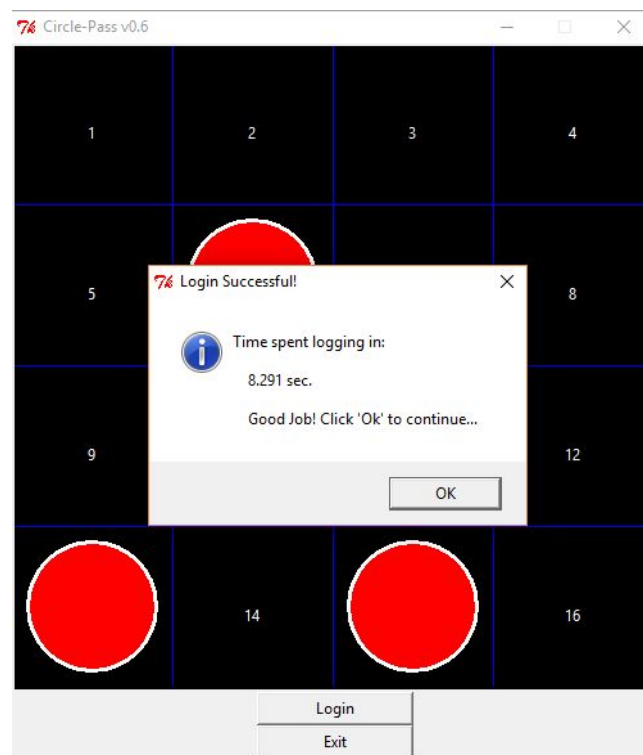 Circle-Pass v0.6
1 2 3 4
5 8
Login Successful!
Time spent logging in:
8.291 sec.
Good Job! Click 'Ok' to continue...
OK
9 12
14 16
Login
Exit